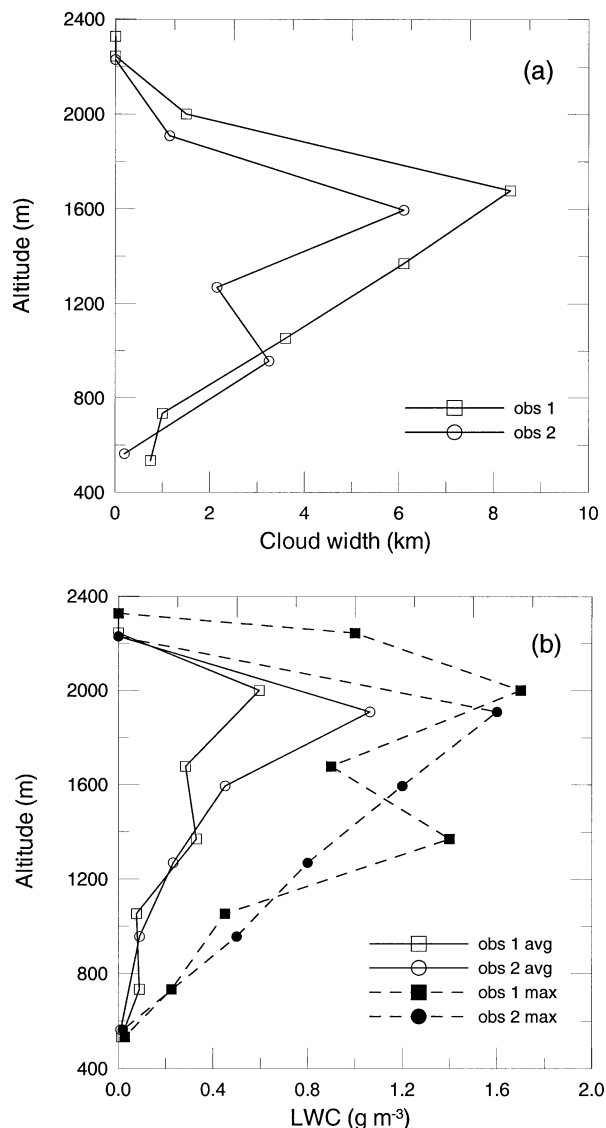 2400
(a)
2000
1600
Altitude (m)
1200
800
obs 1
obs 2
400
0 2 4 6 8 10
Cloud width (km)
2400
(b)
2000
1600
Altitude (m)
1200
obs 1 avg
800
obs 2 avg
obs 1 max
obs 2 max
400
0.0 0.4 0.8 1.2 1.6 2.0
LWC (g m⁻³)